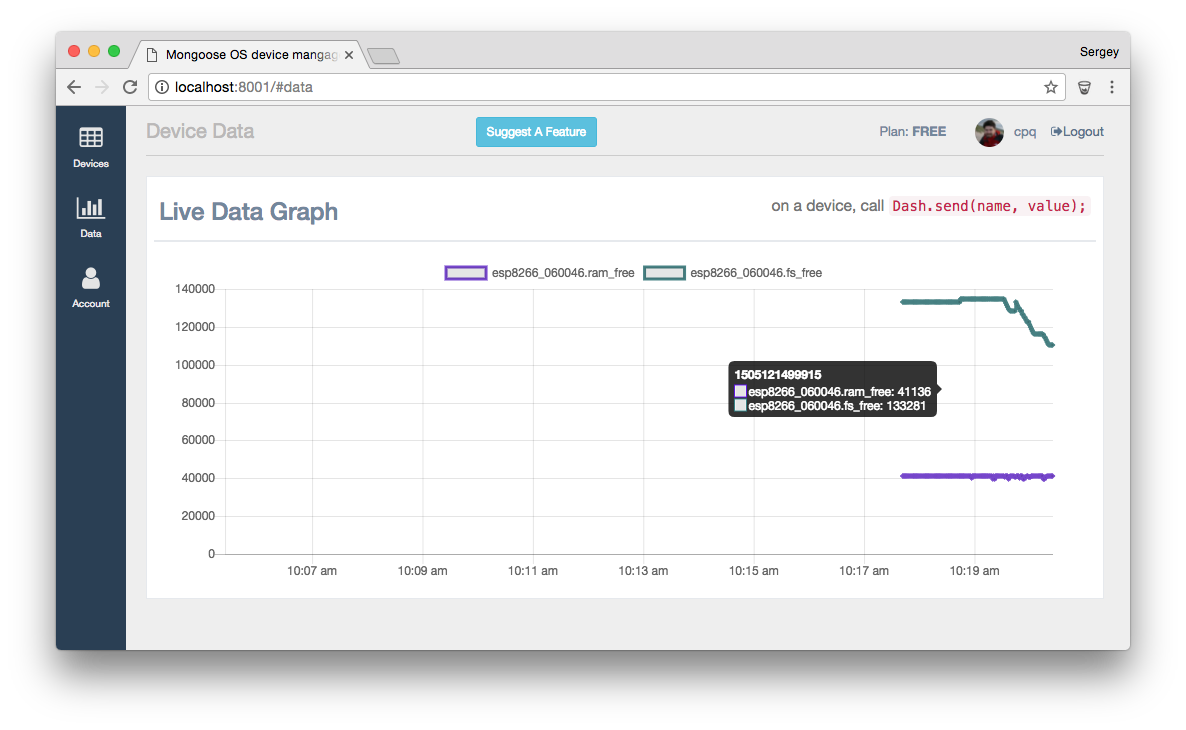 Mongoose OS device mangag
Sergey
localhost:8001/#data
Device Data
Suggest A Feature
Plan: FREE
cpq
Logout
Devices
Data
Account
Live Data Graph
on a device, call Dash.send(name, value);
esp8266_060046.ram_free
esp8266_060046.fs_free
140000
120000
100000
80000
60000
40000
20000
0
1505121499915
esp8266_060046.ram_free: 41136
esp8266_060046.fs_free: 133281
10:07 am
10:09 am
10:11 am
10:13 am
10:15 am
10:17 am
10:19 am